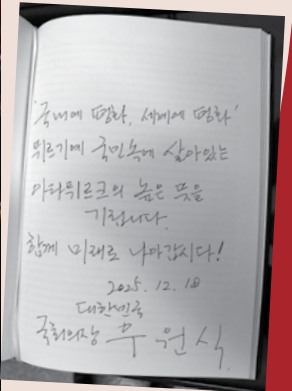 '국내에 평화, 세계에 평화'
튀르키예 국민속에 살아있는
아타튀르크의 높은 뜻을
기립니다.
함께 미래로 나아갑시다!
2025. 12. 18
대한민국
국회의장 우원식